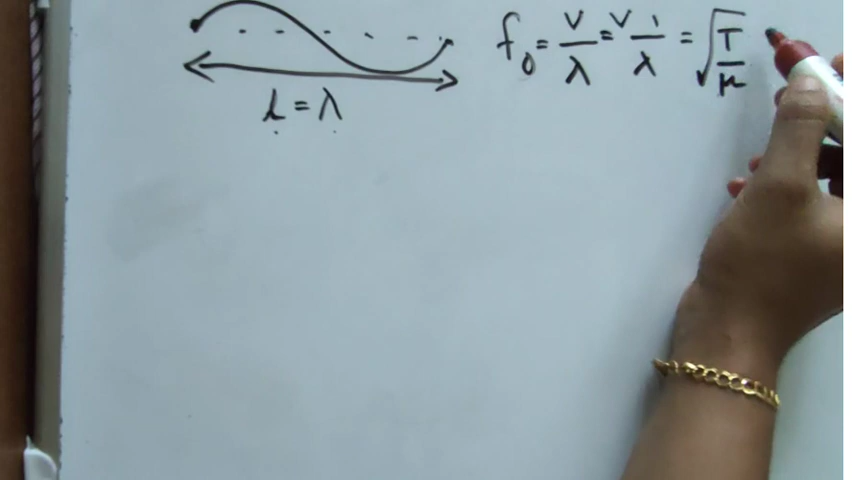 f₀ = v/λ = v 1/λ = √(T/μ)
l = λ